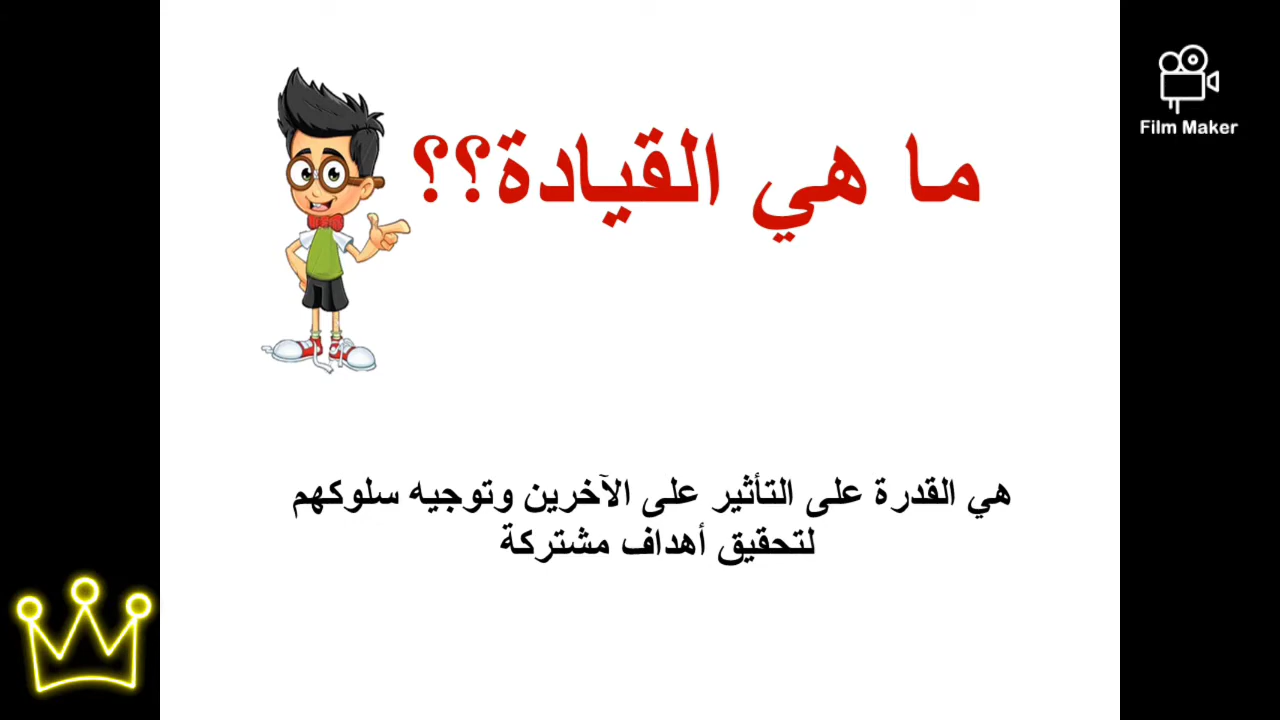 ما هي القيادة؟؟
Film Maker
هي القدرة على التأثير على الآخرين وتوجيه سلوكهم
لتحقيق أهداف مشتركة